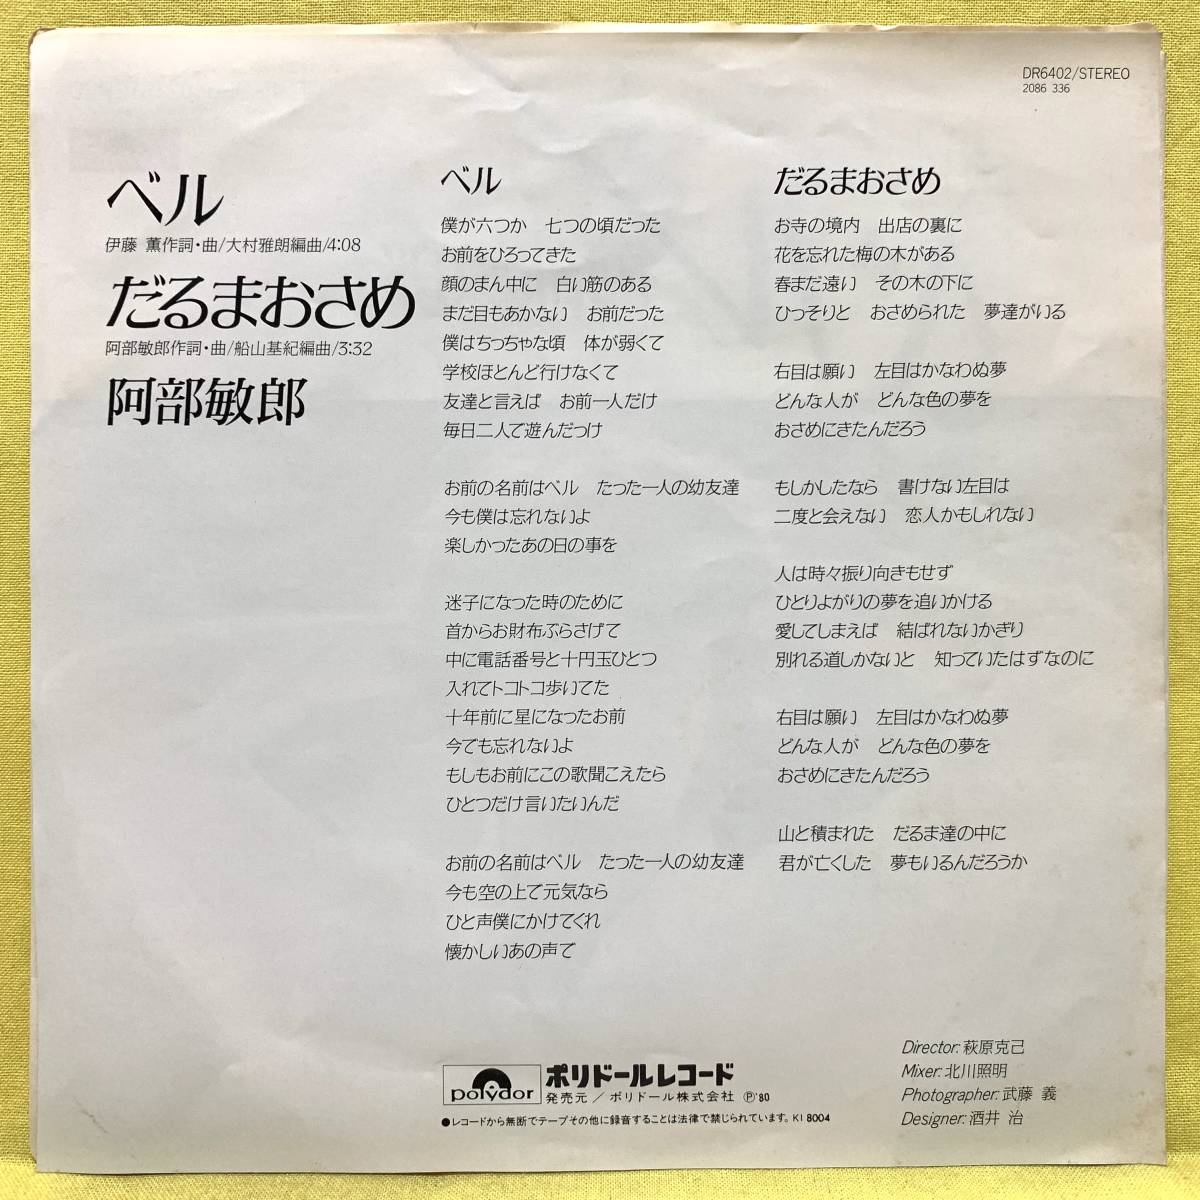 DR6402/STEREO
2086 336
ベル
伊藤 薫作詞・曲/大村雅朗編曲/4:08
だるまおさめ
阿部敏郎作詞・曲/船山基紀編曲/3:32
阿部敏郎
ベル
僕が六つか　七つの頃だった
お前をひろってきた
顔のまん中に　白い筋のある
まだ目もあかない　お前だった
僕はちっちゃな頃　体が弱くて
学校ほとんど行けなくて
友達と言えば　お前一人だけ
毎日二人で遊んだっけ
お前の名前はベル　たった一人の幼友達
今も僕は忘れないよ
楽しかったあの日の事を
迷子になった時のために
首からお財布ぶらさげて
中に電話番号と十円玉ひとつ
入れてトコトコ歩いてた
十年前に星になったお前
今でも忘れないよ
もしもお前にこの歌聞こえたら
ひとつだけ言いたいんだ
お前の名前はベル　たった一人の幼友達
今も空の上で元気なら
ひと声僕にかけてくれ
懐かしいあの声で
だるまおさめ
お寺の境内　出店の裏に
花を忘れた梅の木がある
春まだ遠い　その木の下に
ひっそりと　おさめられた　夢達がいる
右目は願い　左目はかなわぬ夢
どんな人が　どんな色の夢を
おさめにきたんだろう
もしかしたなら　書けない左目は
二度と会えない　恋人かもしれない
人は時々振り向きもせず
ひとりよがりの夢を追いかける
愛してしまえば　結ばれないかぎり
別れる道しかないと　知っていたはずなのに
右目は願い　左目はかなわぬ夢
どんな人が　どんな色の夢を
おさめにきたんだろう
山と積まれた　だるま達の中に
君が亡くした　夢もいるんだろうか
polydor
ポリドールレコード
発売元／ポリドール株式会社 Ⓟ'80
●レコードから無断でテープその他に録音することは法律で禁じられています。KI 8004
Director: 萩原克己
Mixer: 北川照明
Photographer: 武藤 義
Designer: 酒井 治